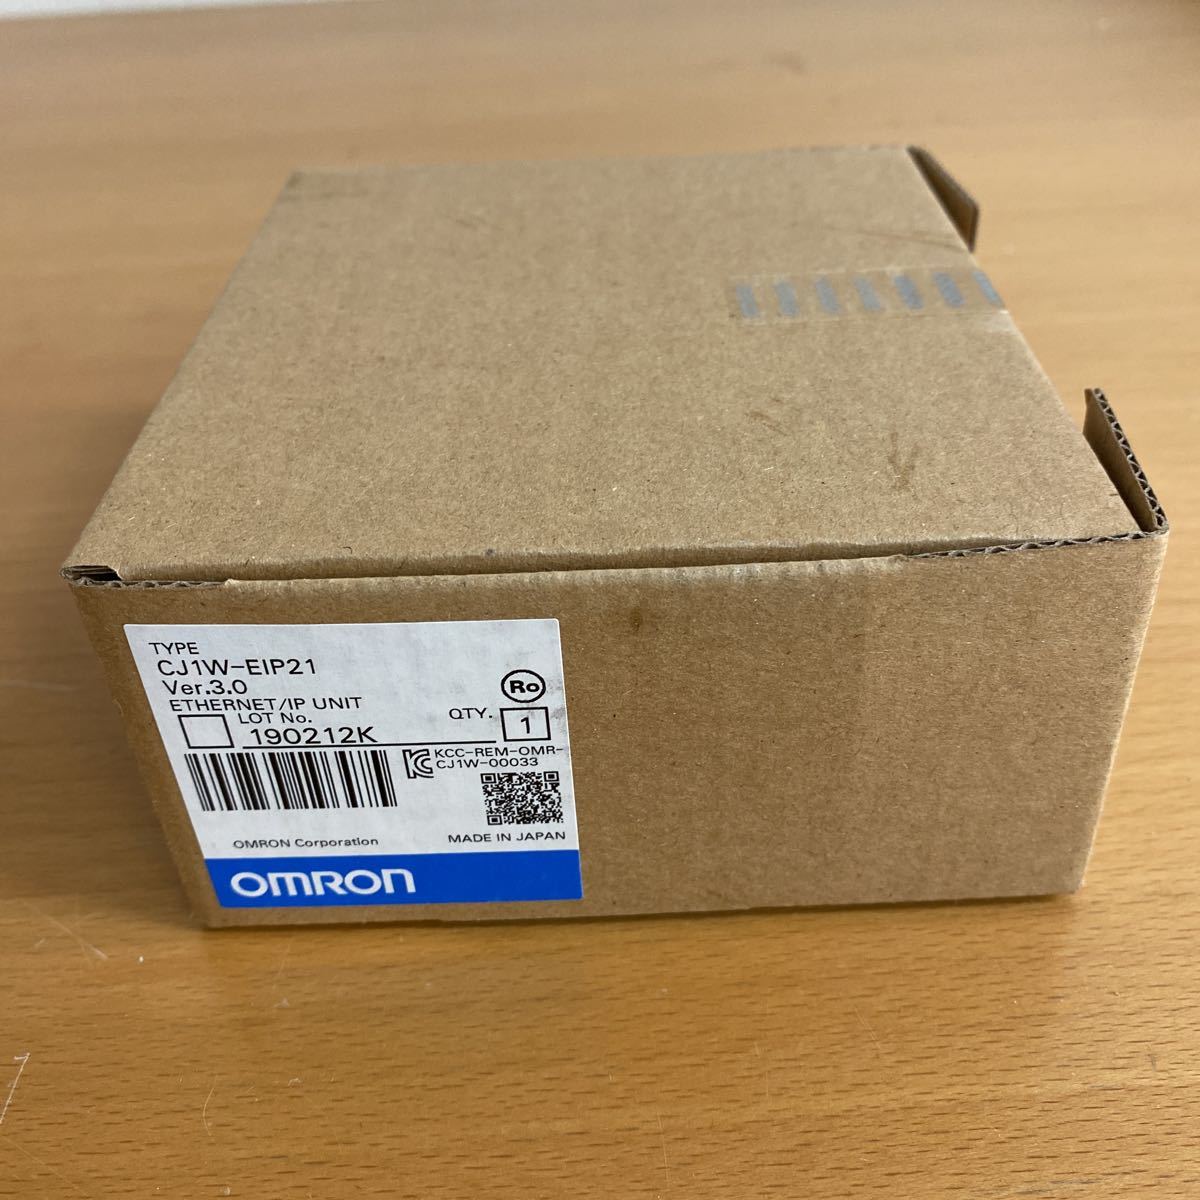 TYPE
CJ1W-EIP21
Ver.3.0
ETHERNET/IP UNIT
Ro
LOT No.
190212K
QTY.
1
KCC-REM-OMR-
CJ1W-00033
OMRON Corporation
MADE IN JAPAN
OMRON